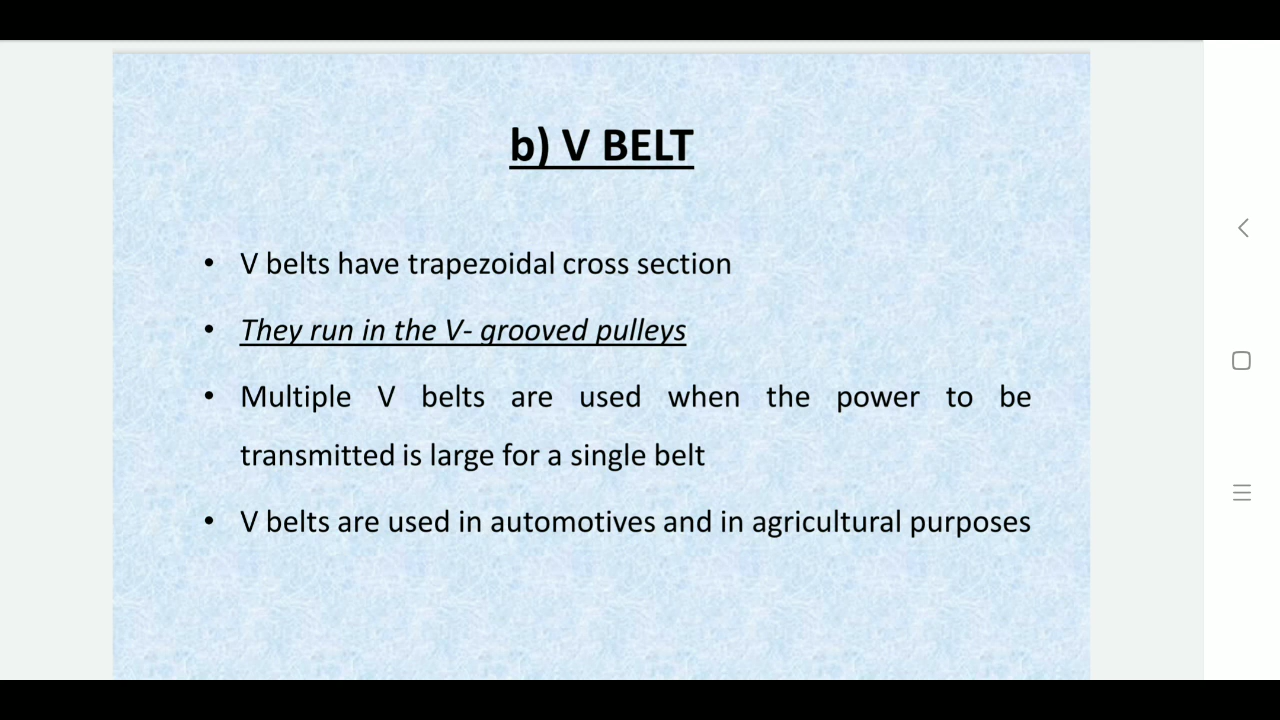 b) V BELT
• V belts have trapezoidal cross section
• They run in the V- grooved pulleys
• Multiple V belts are used when the power to be
transmitted is large for a single belt
• V belts are used in automotives and in agricultural purposes